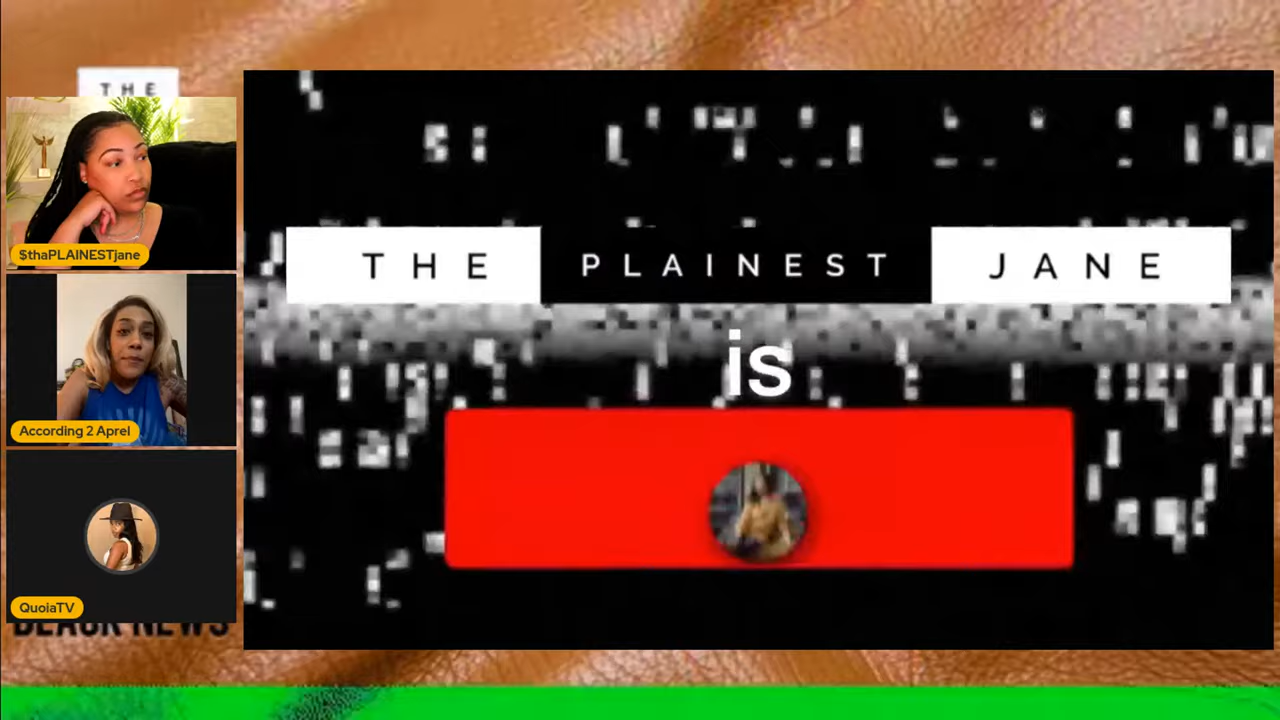 THE
$thaPLAINESTjane
According 2 Aprel
QuoiaTV
BLACK NEWS
THE PLAINEST JANE
is